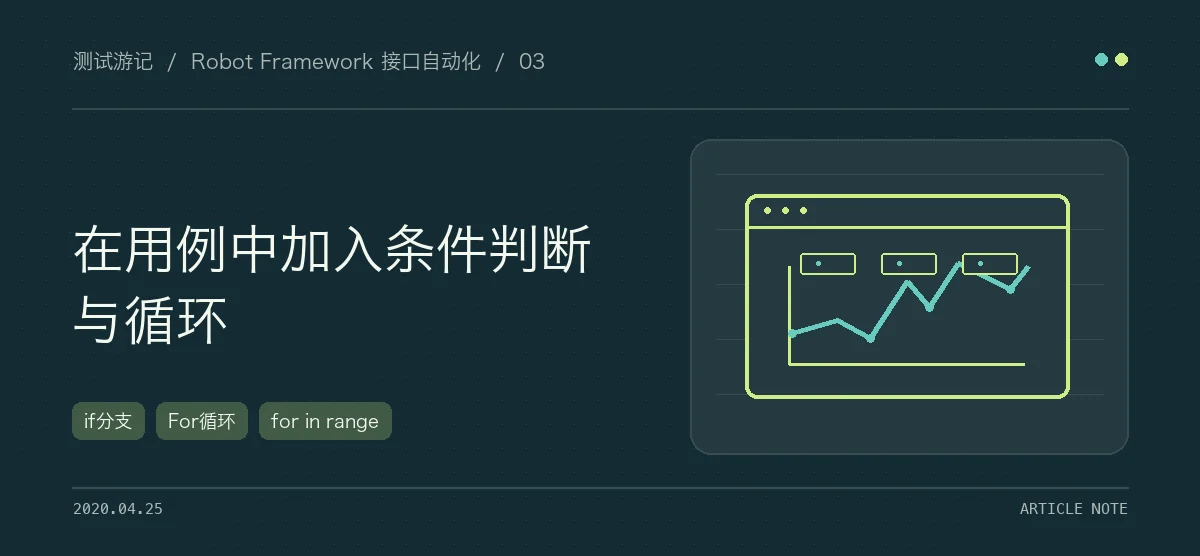 测试游记 / Robot Framework 接口自动化 / 03
在用例中加入条件判断
与循环
if分支 For循环 for in range
2020.04.25 ARTICLE NOTE